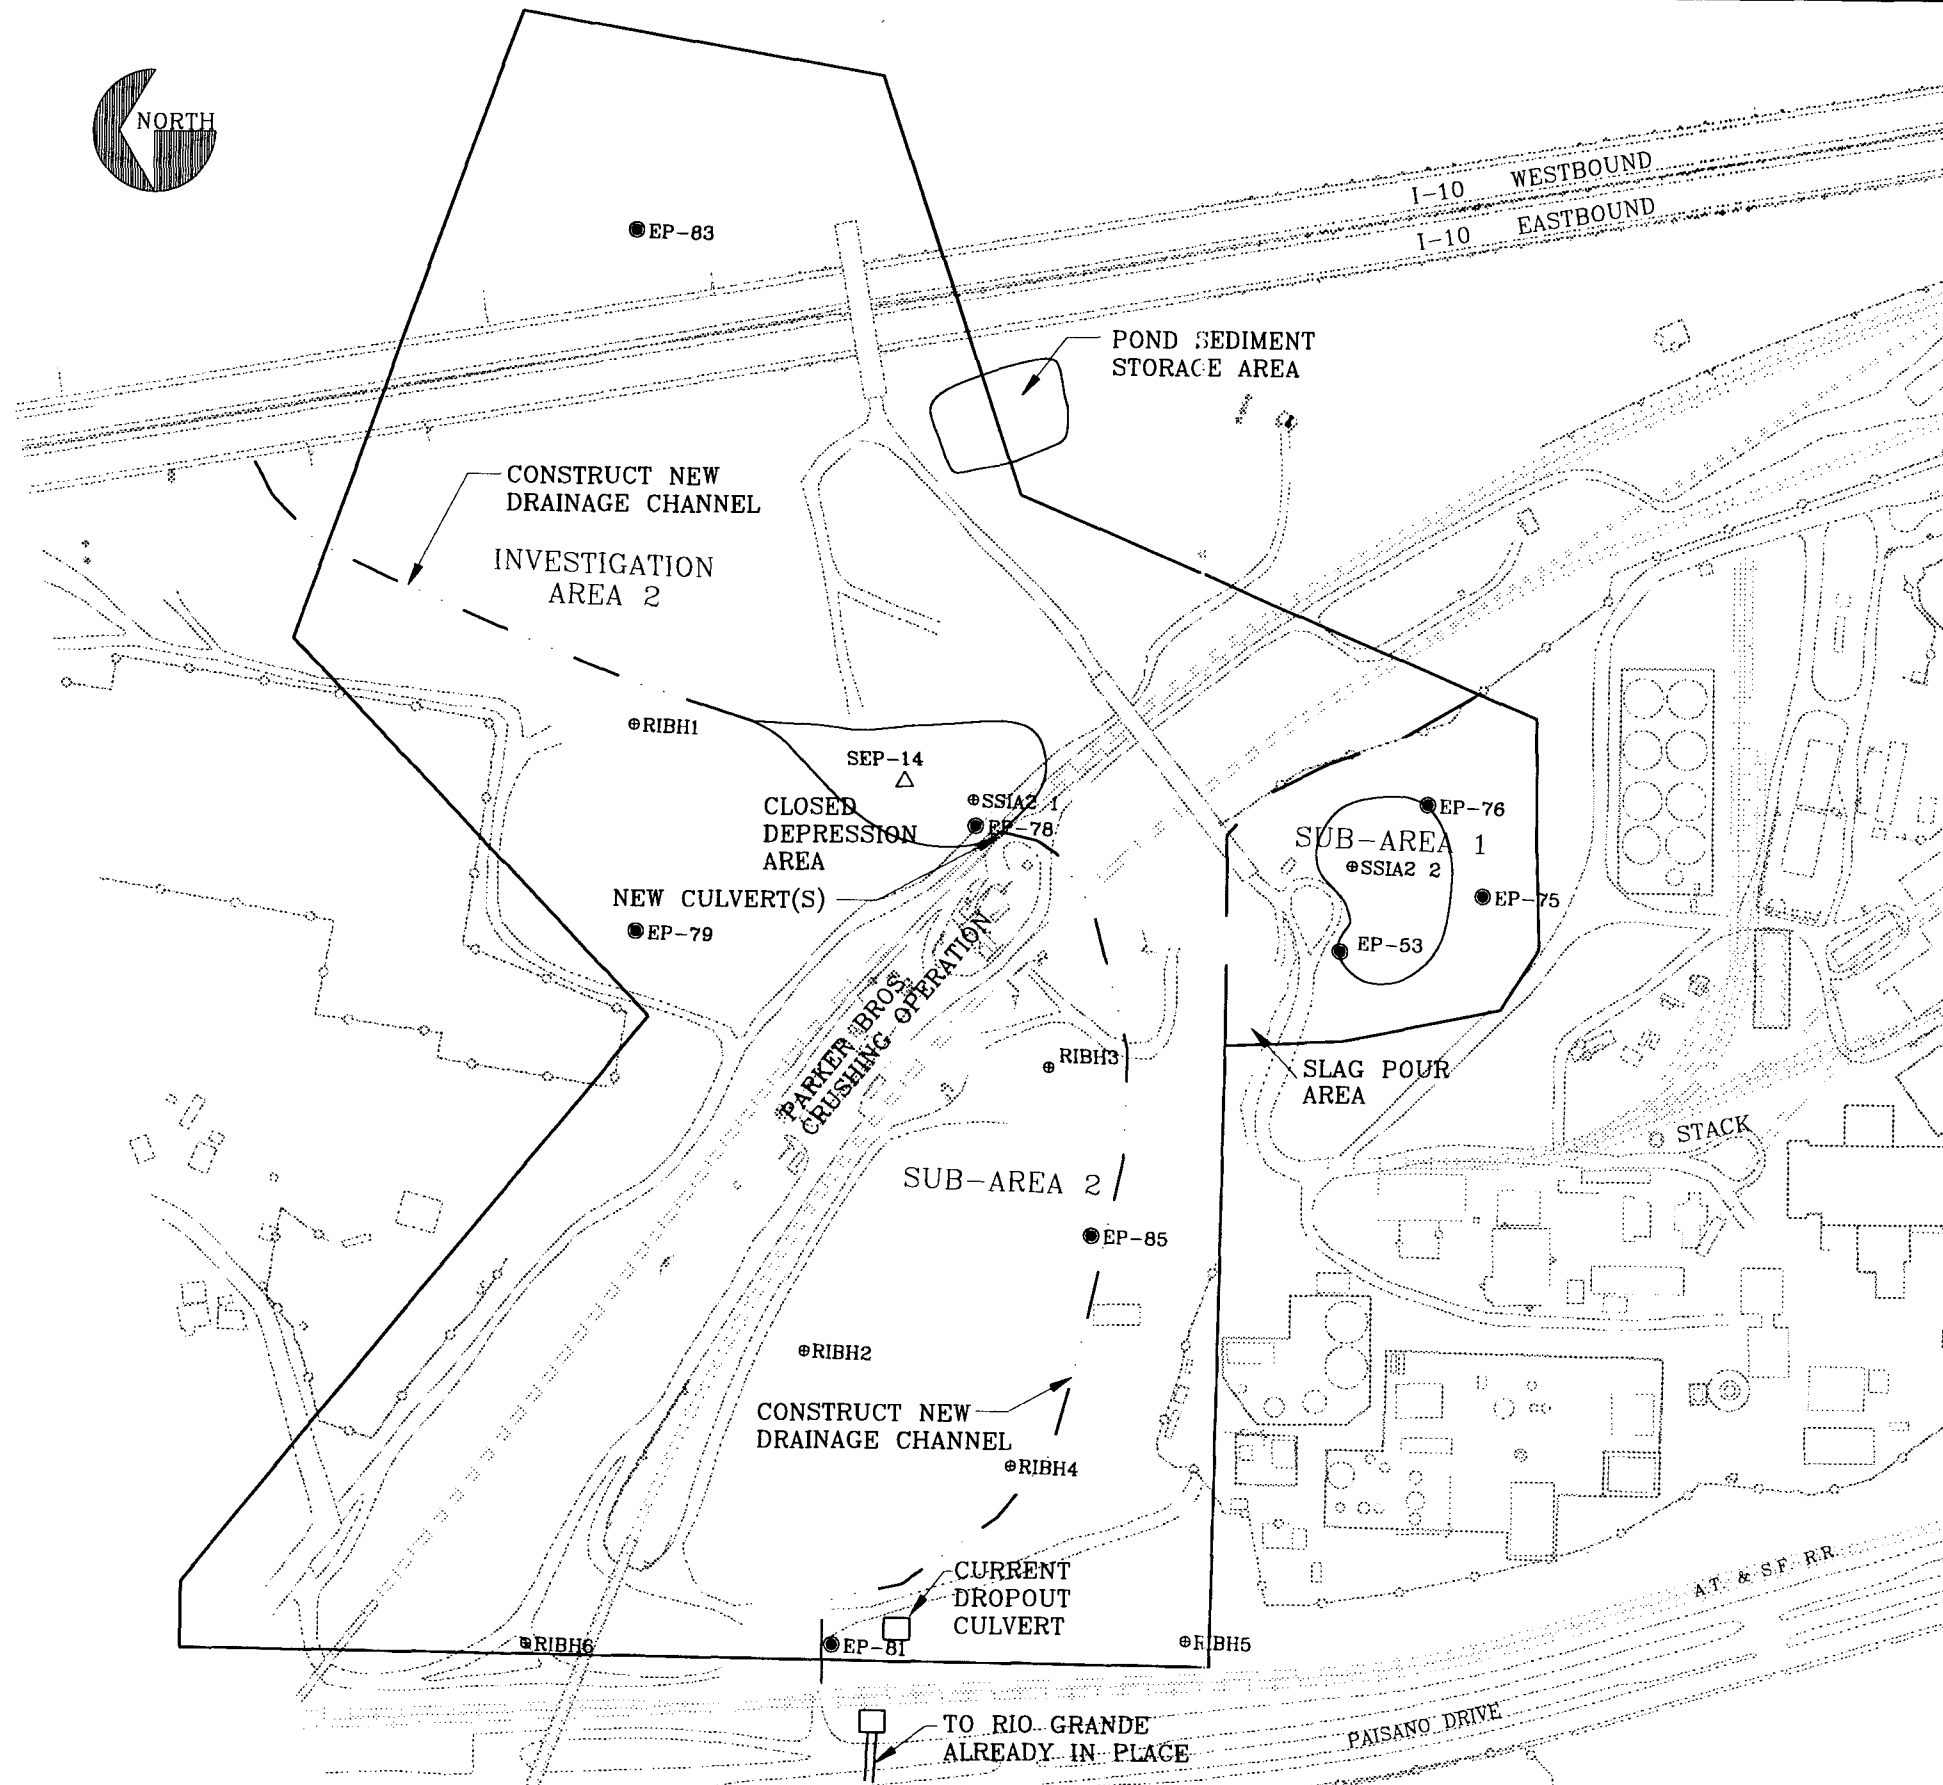 NORTH
EP-83
I-10 WESTBOUND
I-10 EASTBOUND
POND SEDIMENT
STORAGE AREA
CONSTRUCT NEW
DRAINAGE CHANNEL
INVESTIGATION
AREA 2
RIBH1
SEP-14
SSIA2 1
EP-78
CLOSED
DEPRESSION
AREA
NEW CULVERT(S)
EP-79
EP-76
SUB-AREA 1
SSIA2 2
EP-75
EP-53
PARKER BROS.
CRUSHING OPERATION
RIBH3
SLAG POUR
AREA
STACK
SUB-AREA 2
EP-85
RIBH2
CONSTRUCT NEW
DRAINAGE CHANNEL
RIBH4
CURRENT
DROPOUT
CULVERT
AT. & S.F. RR
RIBH6
EP-81
RIBH5
TO RIO GRANDE
ALREADY IN PLACE
PAISANO DRIVE